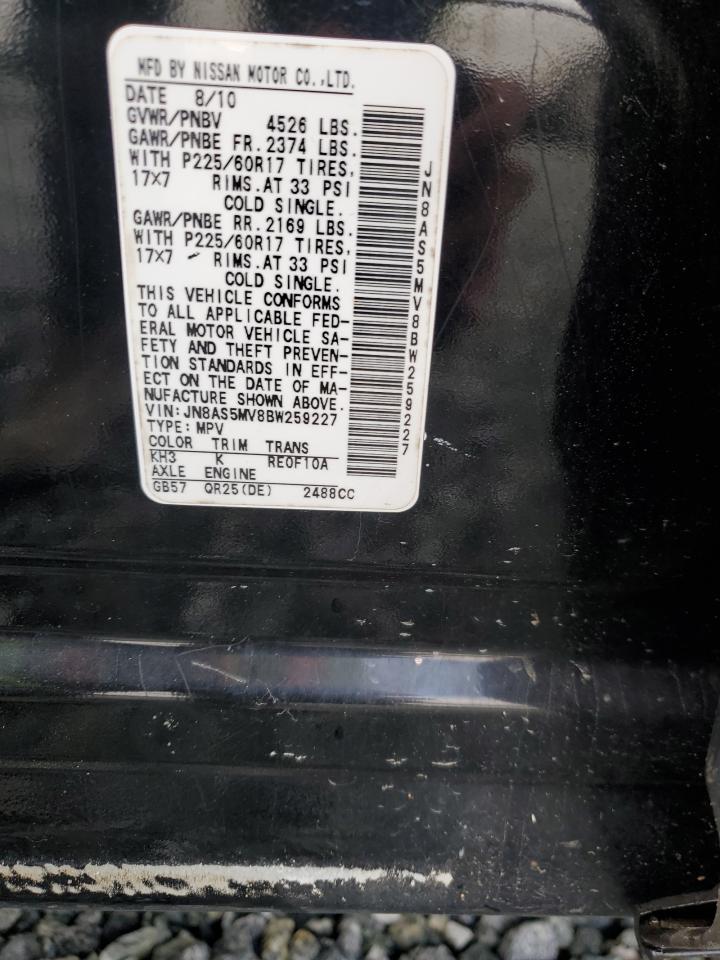 MFD BY NISSAN MOTOR CO.,LTD.
DATE 8/10
GVWR/PNBV 4526 LBS.
GAWR/PNBE FR.2374 LBS.
WITH P225/60R17 TIRES,
17×7 RIMS.AT 33 PSI
COLD SINGLE.
GAWR/PNBE RR.2169 LBS.
WITH P225/60R17 TIRES,
17×7 RIMS.AT 33 PSI
COLD SINGLE.
THIS VEHICLE CONFORMS
TO ALL APPLICABLE FED-
ERAL MOTOR VEHICLE SA-
FETY AND THEFT PREVEN-
TION STANDARDS IN EFF-
ECT ON THE DATE OF MA-
NUFACTURE SHOWN ABOVE.
VIN:JN8AS5MV8BW259227
TYPE:MPV
COLOR TRIM TRANS
KH3 K RE0F10A
AXLE ENGINE
GB57 QR25(DE) 2488CC
JN8AS5MV8BW259227